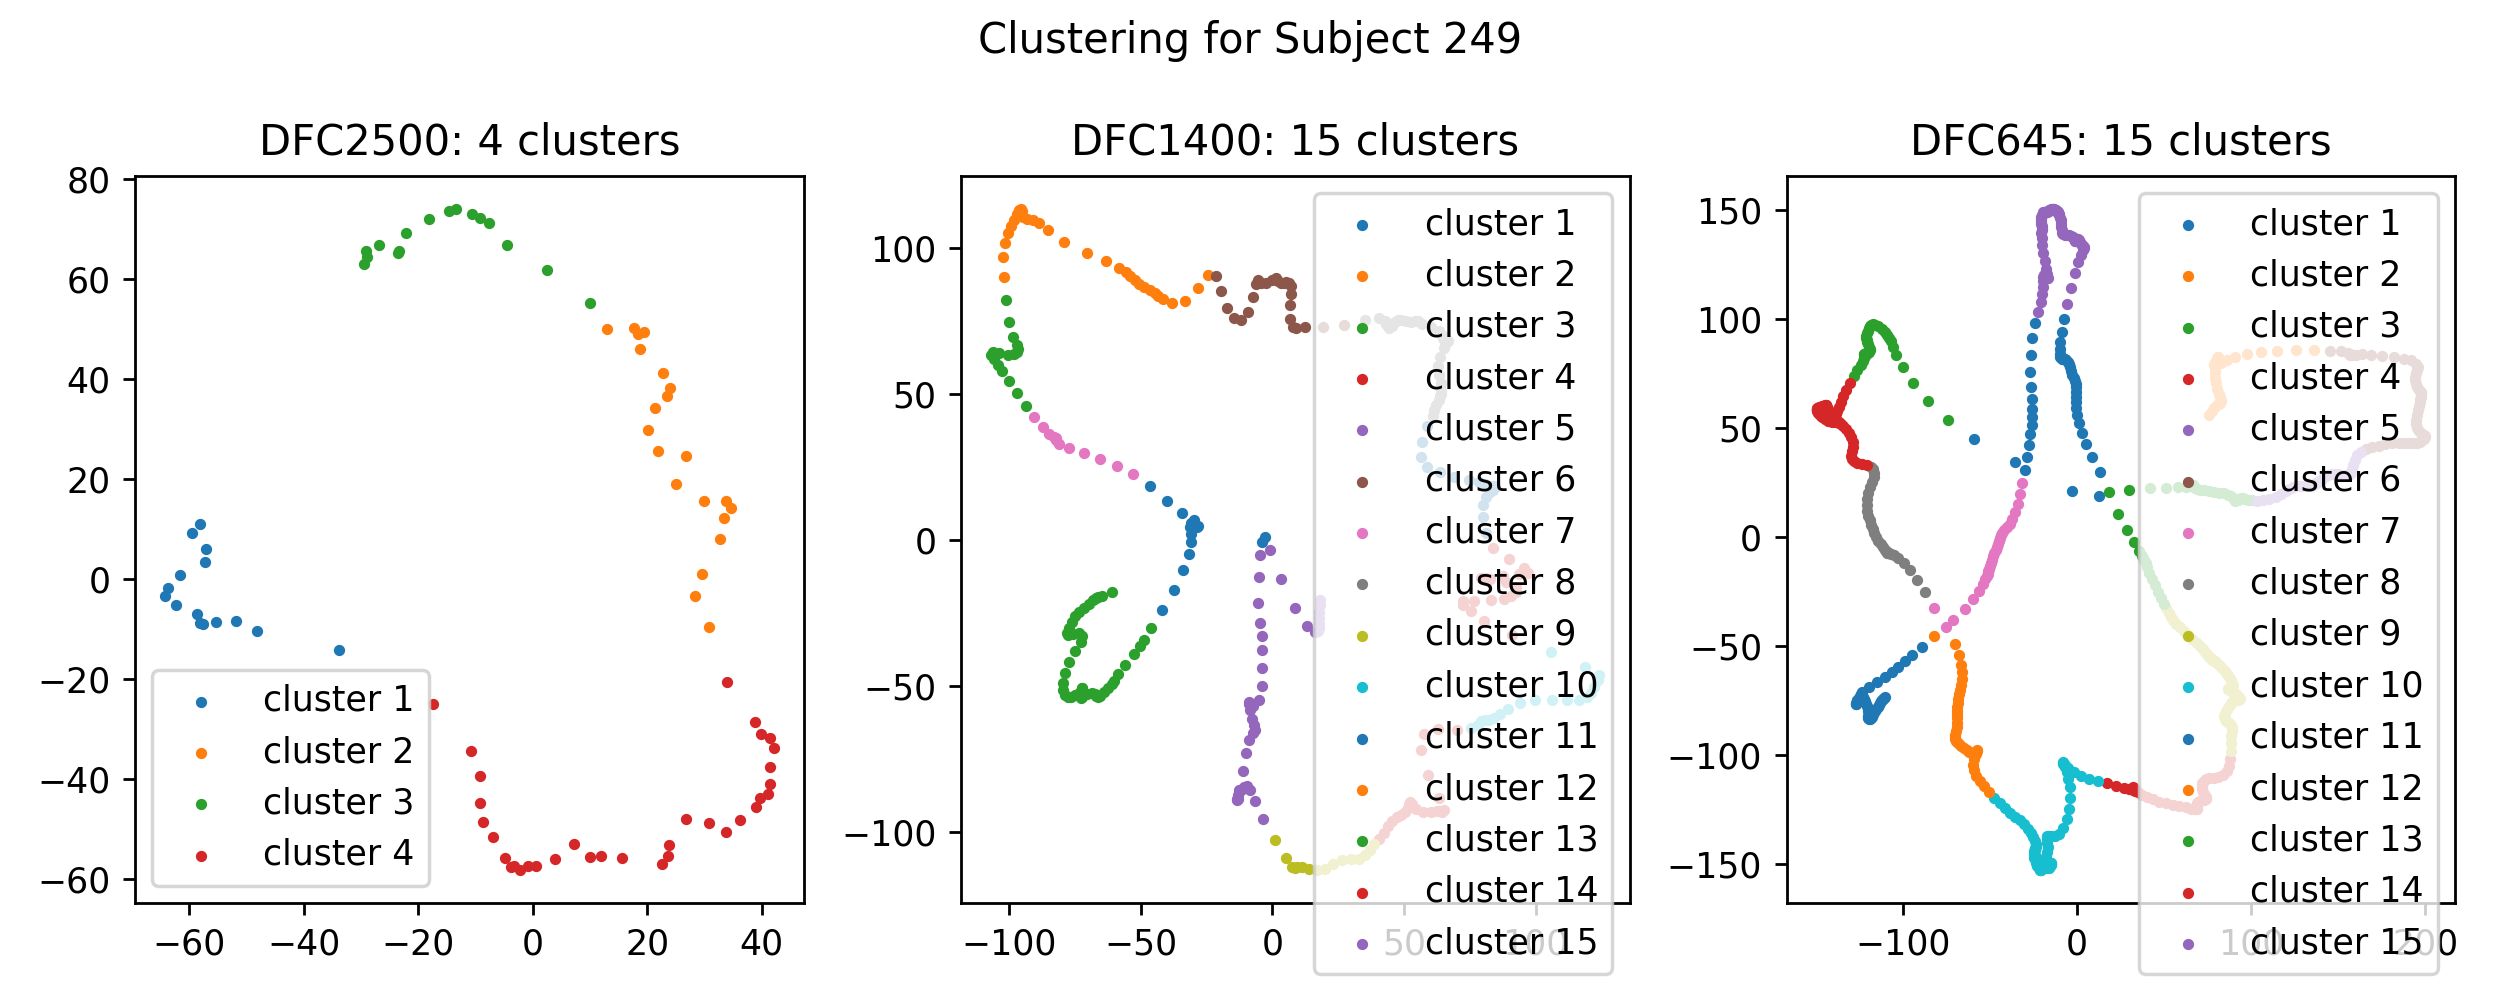 Clustering for Subject 249
DFC2500: 4 clusters
80
60
40
20
0
−20
−40
−60
−60
−40
−20
0
20
40
cluster 1
cluster 2
cluster 3
cluster 4
DFC1400: 15 clusters
100
50
0
−50
−100
−100
−50
0
50
100
cluster 1
cluster 2
cluster 3
cluster 4
cluster 5
cluster 6
cluster 7
cluster 8
cluster 9
cluster 10
cluster 11
cluster 12
cluster 13
cluster 14
cluster 15
DFC645: 15 clusters
150
100
50
0
−50
−100
−150
−100
0
100
200
cluster 1
cluster 2
cluster 3
cluster 4
cluster 5
cluster 6
cluster 7
cluster 8
cluster 9
cluster 10
cluster 11
cluster 12
cluster 13
cluster 14
cluster 15